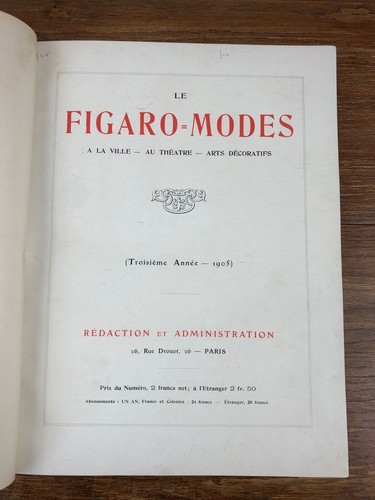 LE
FIGARO=MODES
A LA VILLE — AU THÉATRE — ARTS DÉCORATIFS
(Troisième Année — 1905)
RÉDACTION ET ADMINISTRATION
26, Rue Drouot, 26 — PARIS
Prix du Numéro, 2 francs net; à l'Etranger 2 fr. 50
Abonnements : UN AN, France et Colonies : 24 francs — Étranger, 28 francs